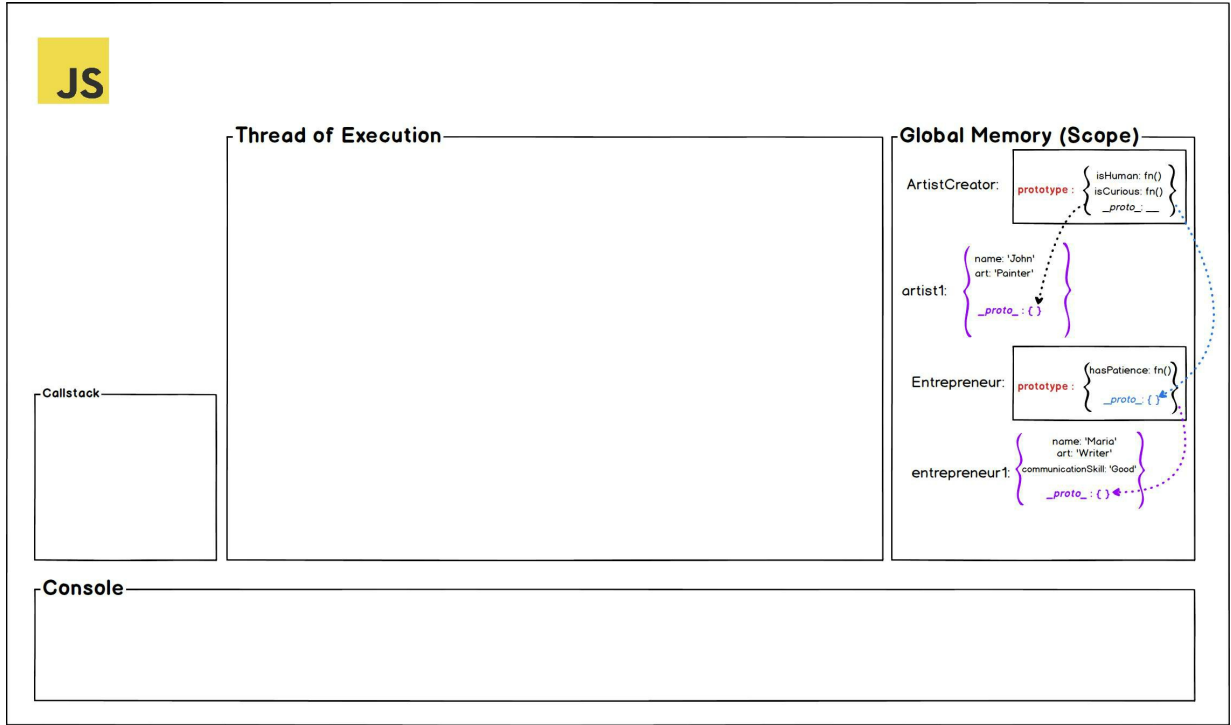 JS
Thread of Execution
Global Memory (Scope)
ArtistCreator:
prototype :
isHuman: fn()
isCurious: fn()
_proto_: __
artist1:
name: 'John'
art: 'Painter'
_proto_ : { }
Entrepreneur:
prototype :
hasPatience: fn()
_proto_: { }
entrepreneur1:
name: 'Maria'
art: 'Writer'
communicationSkill: 'Good'
_proto_ : { }
Callstack
Console